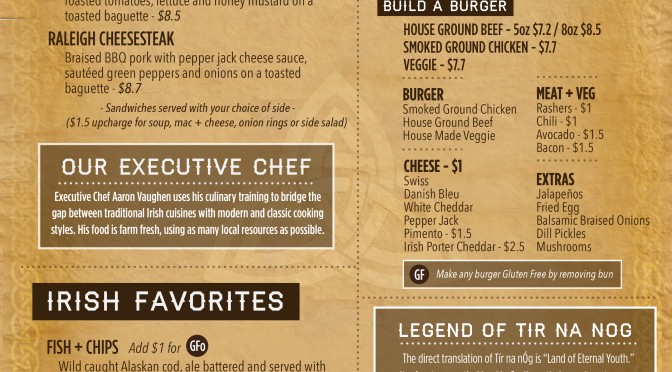 roasted tomatoes, lettuce and honey mustard on a
toasted baguette - $8.5
RALEIGH CHEESESTEAK
Braised BBQ pork with pepper jack cheese sauce,
sautéed green peppers and onions on a toasted
baguette - $8.7
- Sandwiches served with your choice of side -
($1.5 upcharge for soup, mac + cheese, onion rings or side salad)
OUR EXECUTIVE CHEF
Executive Chef Aaron Vaughen uses his culinary training to bridge the
gap between traditional Irish cuisines with modern and classic cooking
styles. His food is farm fresh, using as many local resources as possible.
IRISH FAVORITES
FISH + CHIPS Add $1 for GFo
Wild caught Alaskan cod, ale battered and served with
BUILD A BURGER
HOUSE GROUND BEEF - 5oz $7.2 / 8oz $8.5
SMOKED GROUND CHICKEN - $7.7
VEGGIE - $7.7
BURGER
Smoked Ground Chicken
House Ground Beef
House Made Veggie
CHEESE - $1
Swiss
Danish Bleu
White Cheddar
Pepper Jack
Pimento - $1.5
Irish Porter Cheddar - $2.5
MEAT + VEG
Rashers - $1
Chili - $1
Avocado - $1.5
Bacon - $1.5
EXTRAS
Jalapeños
Fried Egg
Balsamic Braised Onions
Dill Pickles
Mushrooms
GF Make any burger Gluten Free by removing bun
LEGEND OF TIR NA NOG
The direct translation of Tír na nÓg is "Land of Eternal Youth."